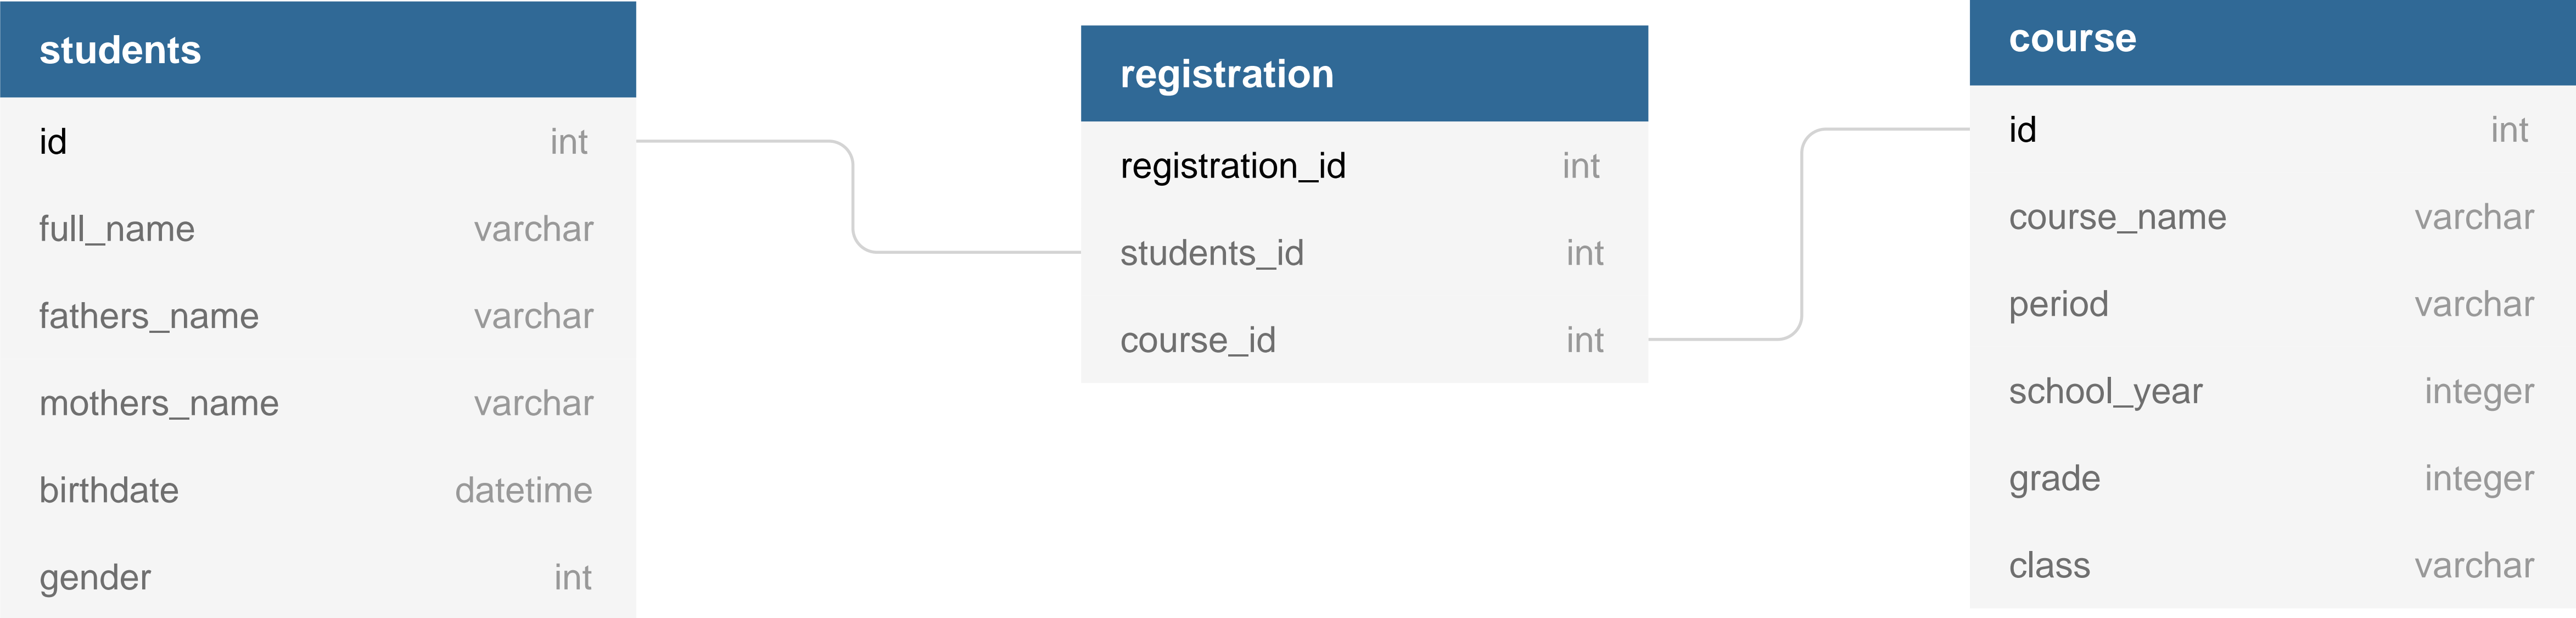 students
id int
full_name varchar
fathers_name varchar
mothers_name varchar
birthdate datetime
gender int
registration
registration_id int
students_id int
course_id int
course
id int
course_name varchar
period varchar
school_year integer
grade integer
class varchar